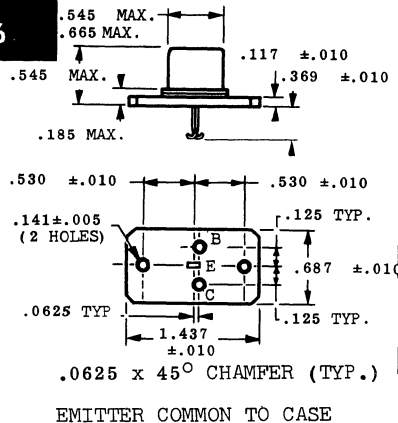 .545 MAX.
.665 MAX.
.117 ±.010
.545 MAX.
.369 ±.010
.185 MAX.
.530 ±.010
.530 ±.010
.125 TYP.
.141±.005
(2 HOLES)
B
E
.687 ±.010
C
.0625 TYP
.125 TYP.
1.437
±.010
.0625 x 45° CHAMFER (TYP.)
EMITTER COMMON TO CASE